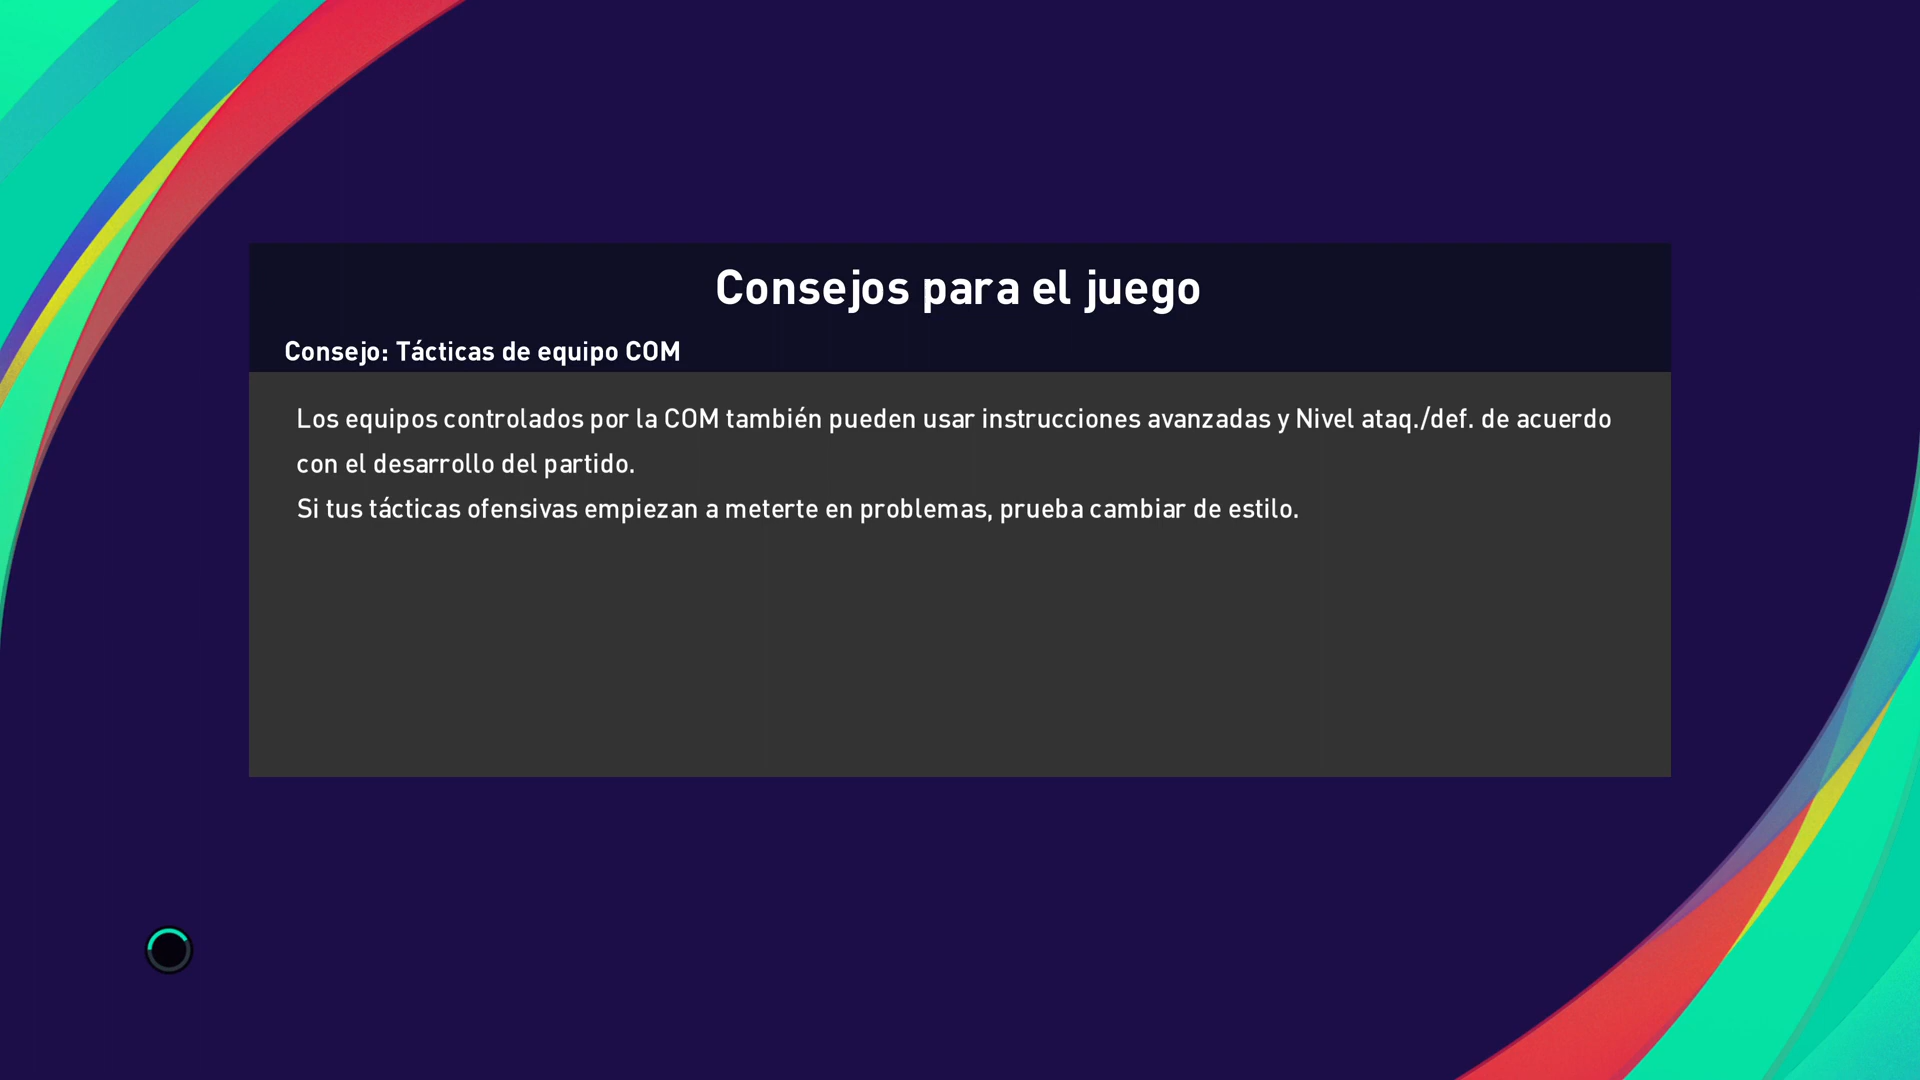 Consejos para el juego
Consejo: Tácticas de equipo COM
Los equipos controlados por la COM también pueden usar instrucciones avanzadas y Nivel ataq./def. de acuerdo
con el desarrollo del partido.
Si tus tácticas ofensivas empiezan a meterte en problemas, prueba cambiar de estilo.